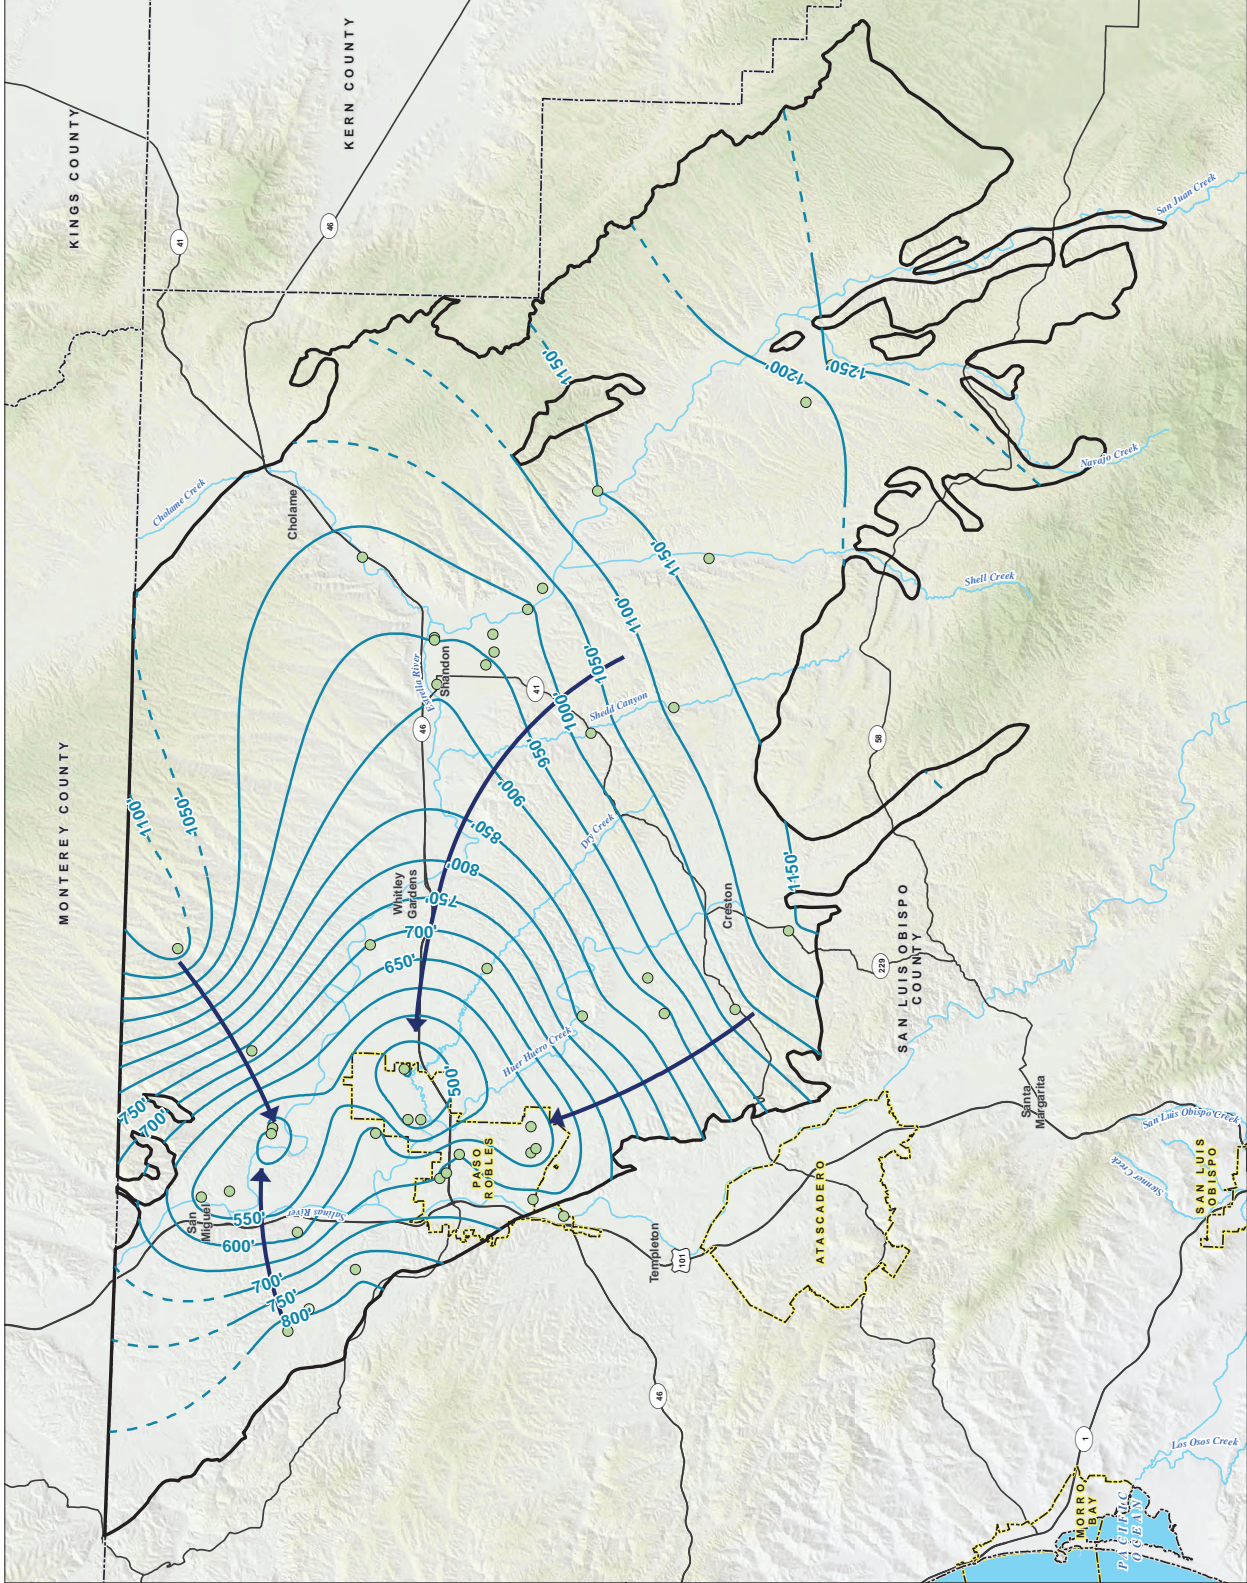 KINGS COUNTY
KERN COUNTY
MONTEREY COUNTY
SAN LUIS OBISPO
COUNTY
41
46
Cholame Creek
Cholame
San Juan Creek
Navajo Creek
Shell Creek
1150'
1200'
1250'
1150'
1100'
1050'
1000'
950'
900'
850'
800'
750'
700'
650'
500'
1100'
1050'
Estrella River
Shandon
46
41
Shedd Canyon
58
Dry Creek
Whitley
Gardens
Creston
1150'
229
Huer Huero Creek
750'
700'
PASO
ROBLES
San
Miguel
Salinas River
550'
600'
700'
750'
800'
Templeton
101
ATASCADERO
Santa
Margarita
San Luis Obispo Creek
Stenner Creek
SAN LUIS
OBISPO
46
1
Los Osos Creek
MORRO
BAY
PACIFIC
OCEAN